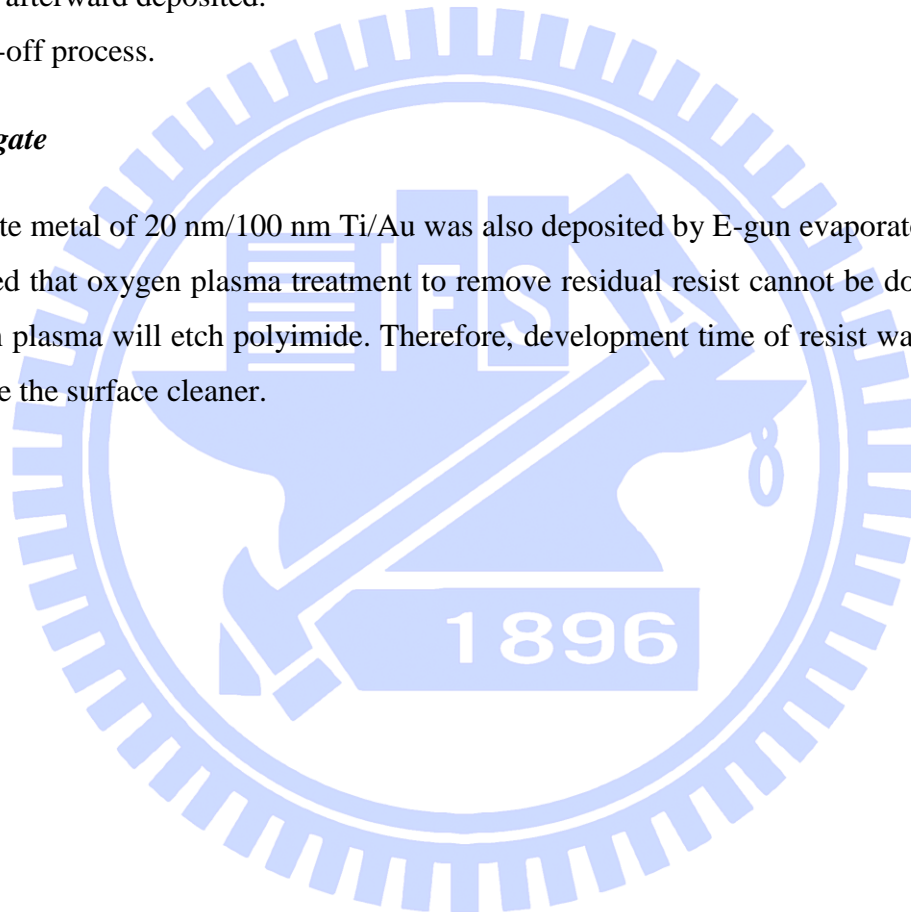 afterward deposited.
-off process.
gate
te metal of 20 nm/100 nm Ti/Au was also deposited by E-gun evaporat
ed that oxygen plasma treatment to remove residual resist cannot be do
plasma will etch polyimide. Therefore, development time of resist wa
e the surface cleaner.
E S A
1896